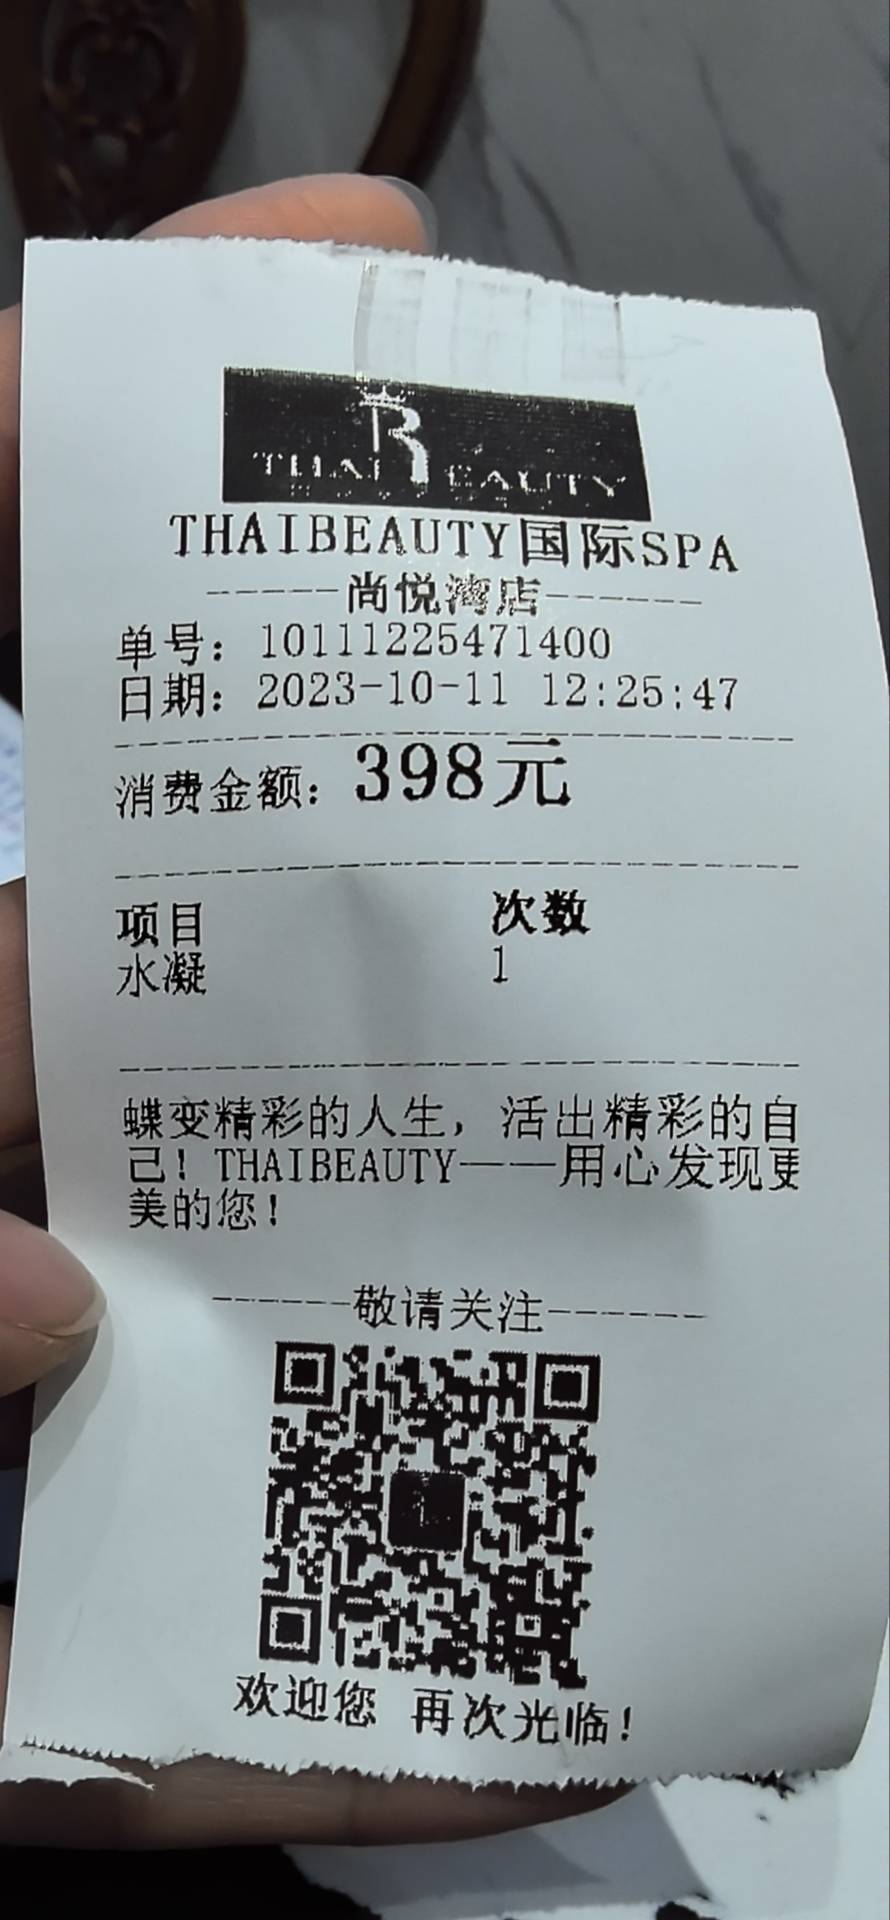 THAI BEAUTY
THAIBEAUTY国际SPA
------尚悦湾店-------
单号：10111225471400
日期：2023-10-11 12:25:47
消费金额：398元
项目 次数
水凝 1
蝶变精彩的人生，活出精彩的自
己！THAIBEAUTY——用心发现更
美的您！
------敬请关注-------
欢迎您 再次光临！